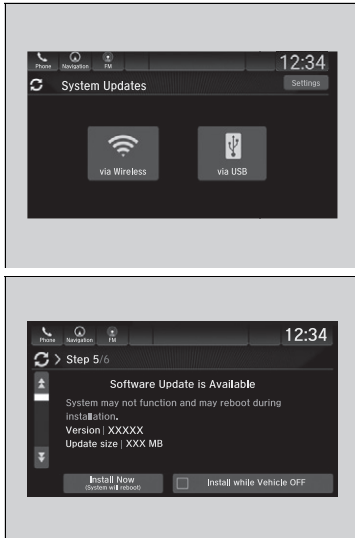 Phone Navigation FM 12:34
System Updates Settings
via Wireless via USB
Phone Navigation FM 12:34
Step 5/6
Software Update is Available
System may not function and may reboot during
installation.
Version | XXXXX
Update size | XXX MB
Install Now Install while Vehicle OFF
(System will reboot)